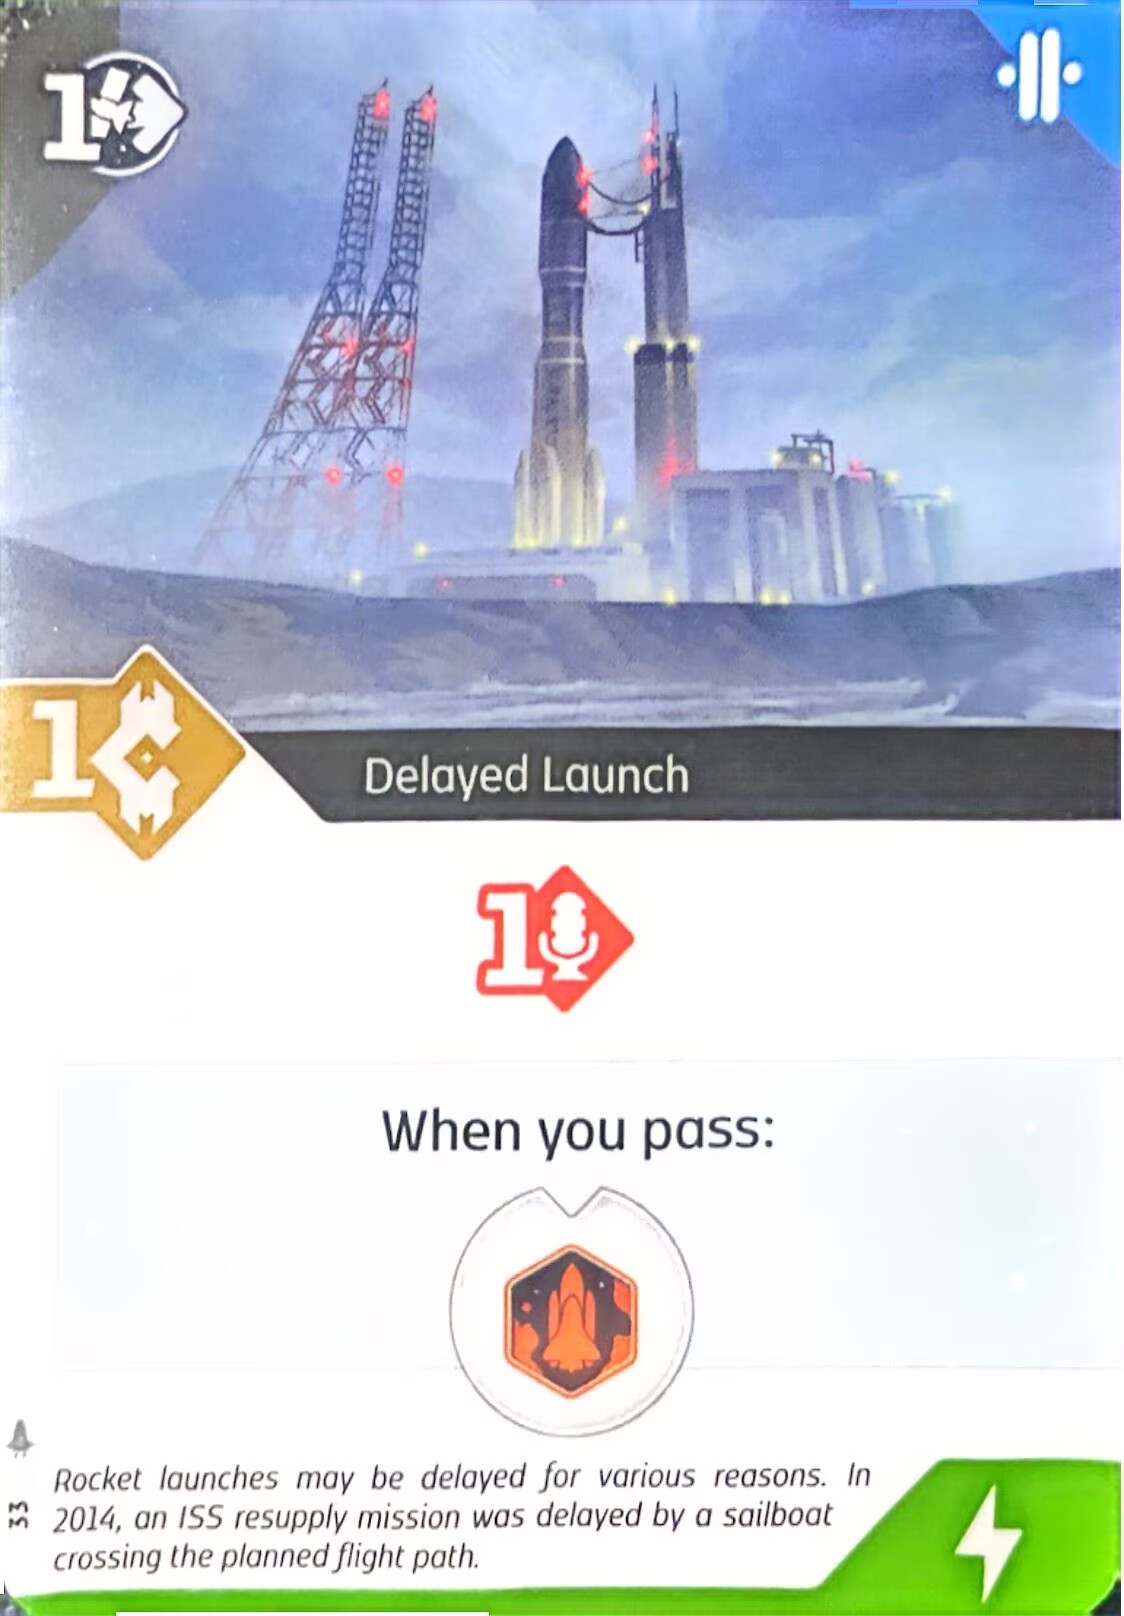 1
1
Delayed Launch
1
When you pass:
Rocket launches may be delayed for various reasons. In
2014, an ISS resupply mission was delayed by a sailboat
crossing the planned flight path.
33